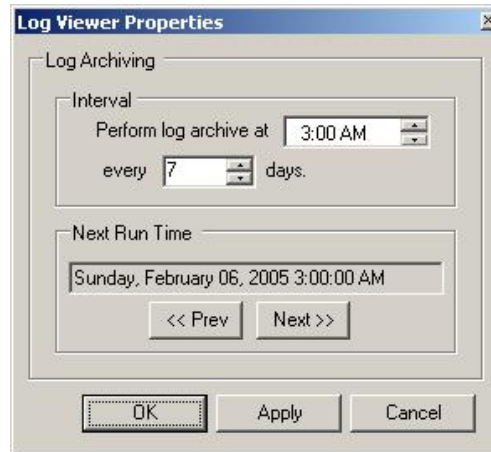 Log Viewer Properties
Log Archiving
Interval
Perform log archive at 3:00 AM
every 7 days.
Next Run Time
Sunday, February 06, 2005 3:00:00 AM
<< Prev Next >>
OK Apply Cancel